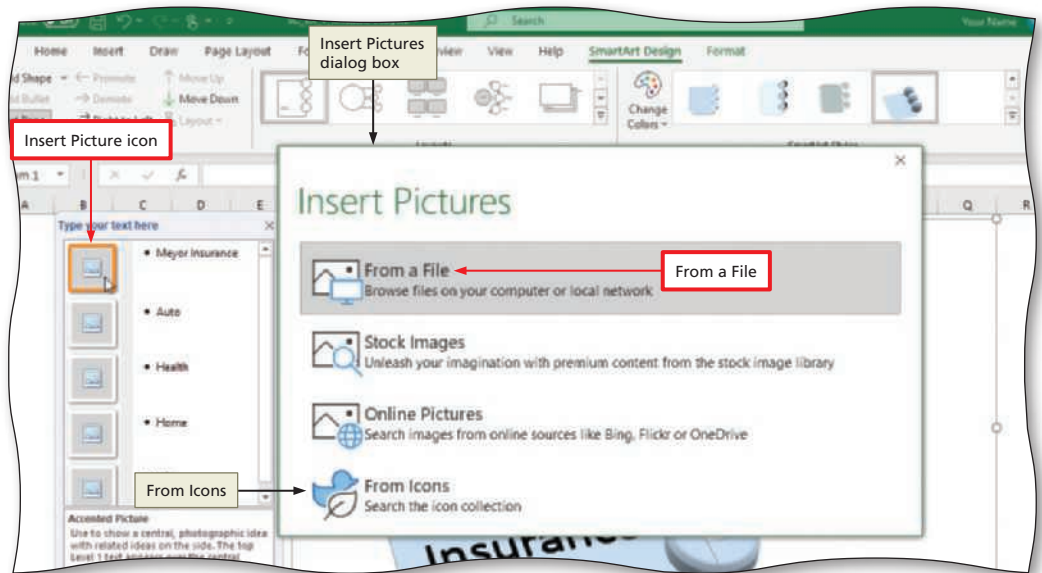 Search
Your Name
Home Insert Draw Page Layout View Help SmartArt Design Format
Insert Pictures
dialog box
Shape Promote Move Up
Bullet Demote Move Down
Right to Left Layout
Change
Colors
Insert Picture icon
A B C D E Q R
Type your text here
Meyor Insurance
Auto
Health
Home
Accented Picture
Use to show a central, photographic idea
with related ideas on the side. The top
Level 1 text appears over the central
Insert Pictures
From a File
Browse files on your computer or local network
From a File
Stock Images
Unleash your imagination with premium content from the stock image library
Online Pictures
Search images from online sources like Bing, Flickr or OneDrive
From Icons
From Icons
Search the icon collection
Insurance